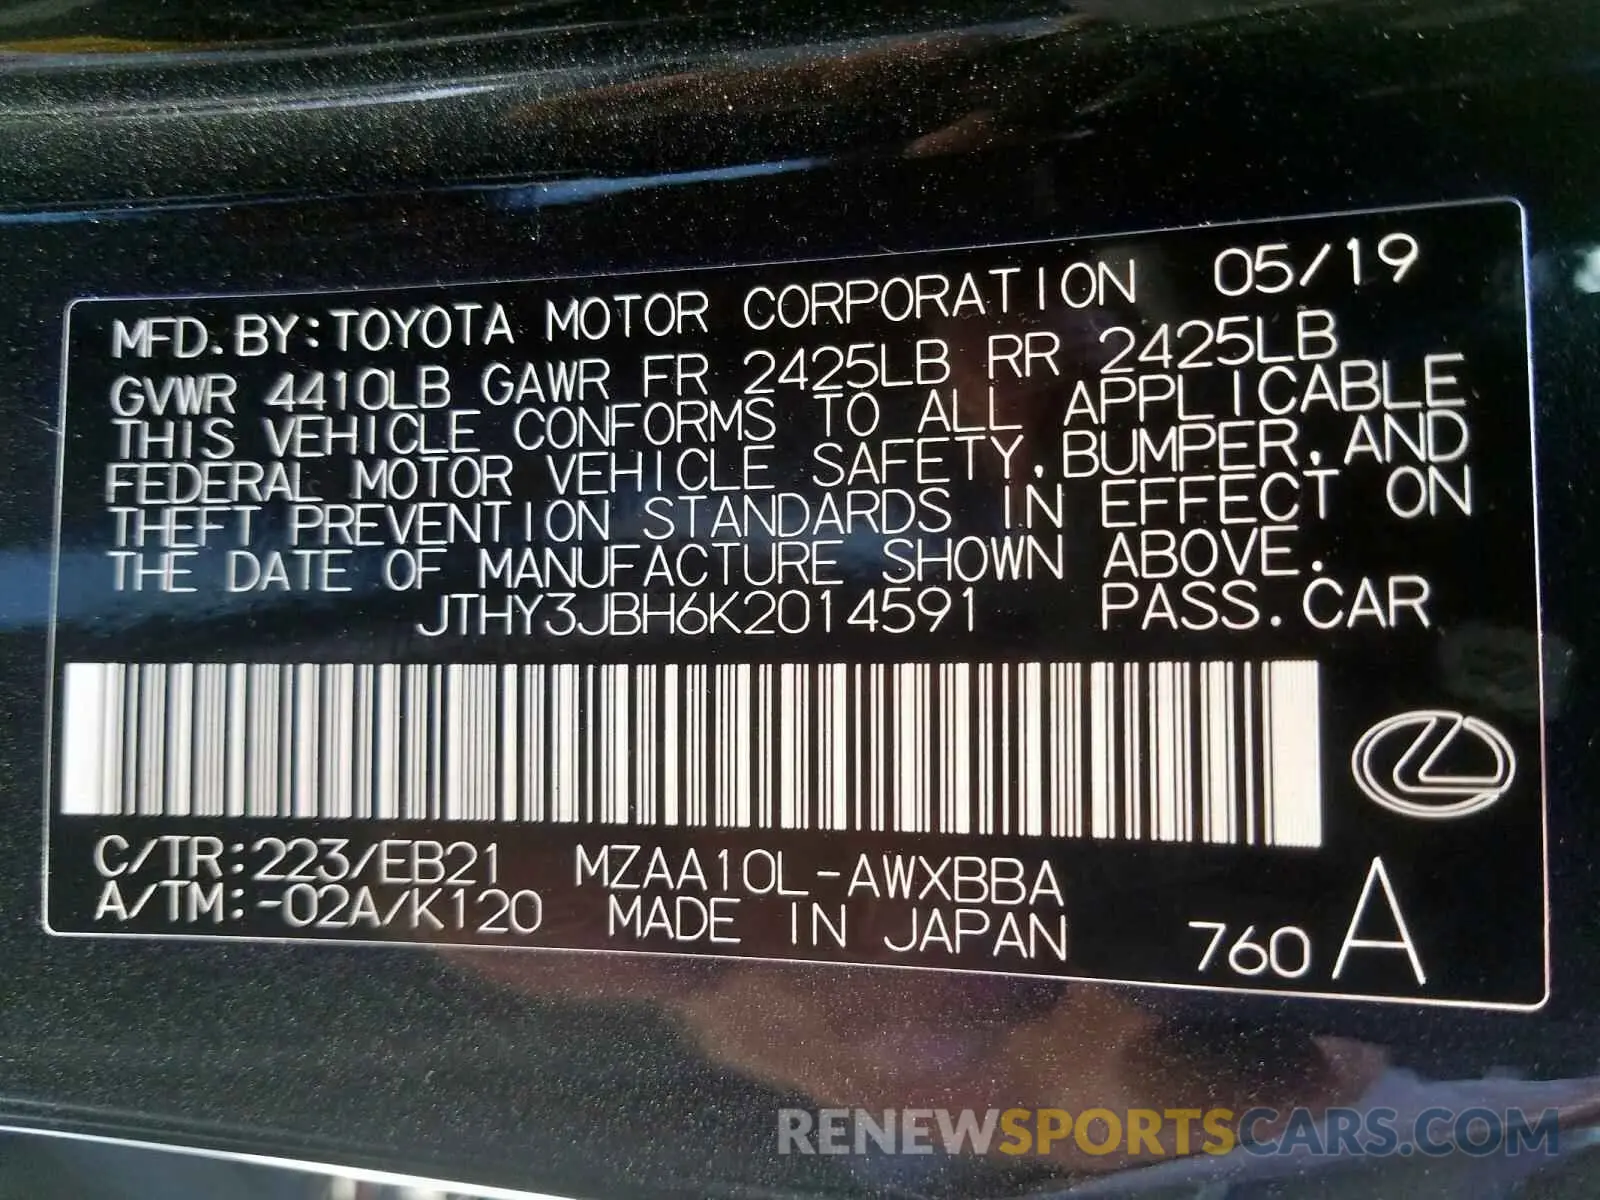 MFD.BY:TOYOTA MOTOR CORPORATION 05/19
GVWR 4410LB GAWR FR 2425LB RR 2425LB
THIS VEHICLE CONFORMS TO ALL APPLICABLE
FEDERAL MOTOR VEHICLE SAFETY, BUMPER, AND
THEFT PREVENTION STANDARDS IN EFFECT ON
THE DATE OF MANUFACTURE SHOWN ABOVE.
JTHY3JBH6K2014591 PASS.CAR
C/TR:223/EB21 MZAA10L-AWXBBA
A/TM:-02A/K120 MADE IN JAPAN 760 A
RENEWSPORTSCARS.COM